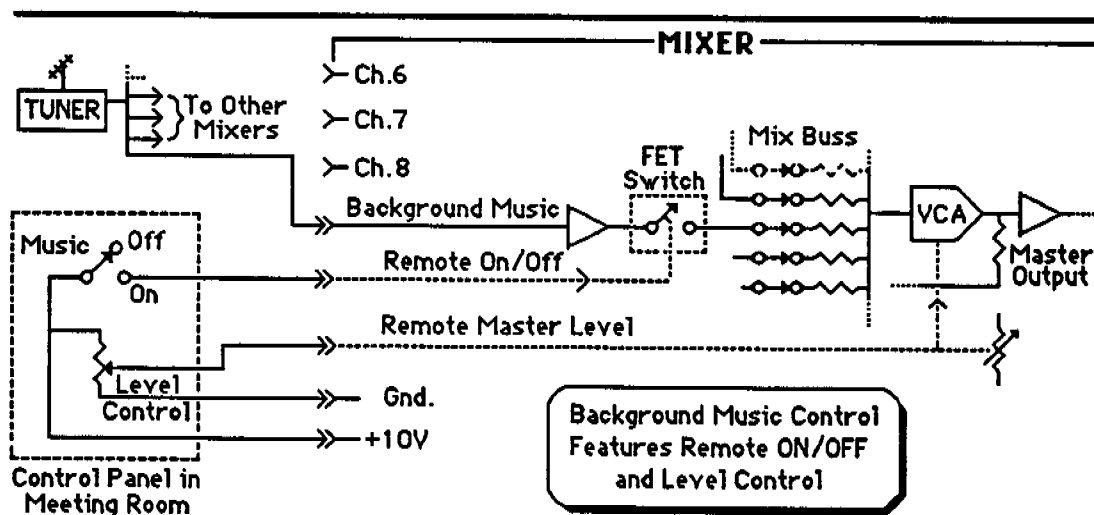 MIXER
TUNER
To Other
Mixers
Ch.6
Ch.7
Ch.8
Mix Buss
FET
Switch
Background Music
VCA
Master
Output
Music
Off
On
Remote On/Off
Remote Master Level
Level
Control
Gnd.
+10V
Control Panel in
Meeting Room
Background Music Control
Features Remote ON/OFF
and Level Control